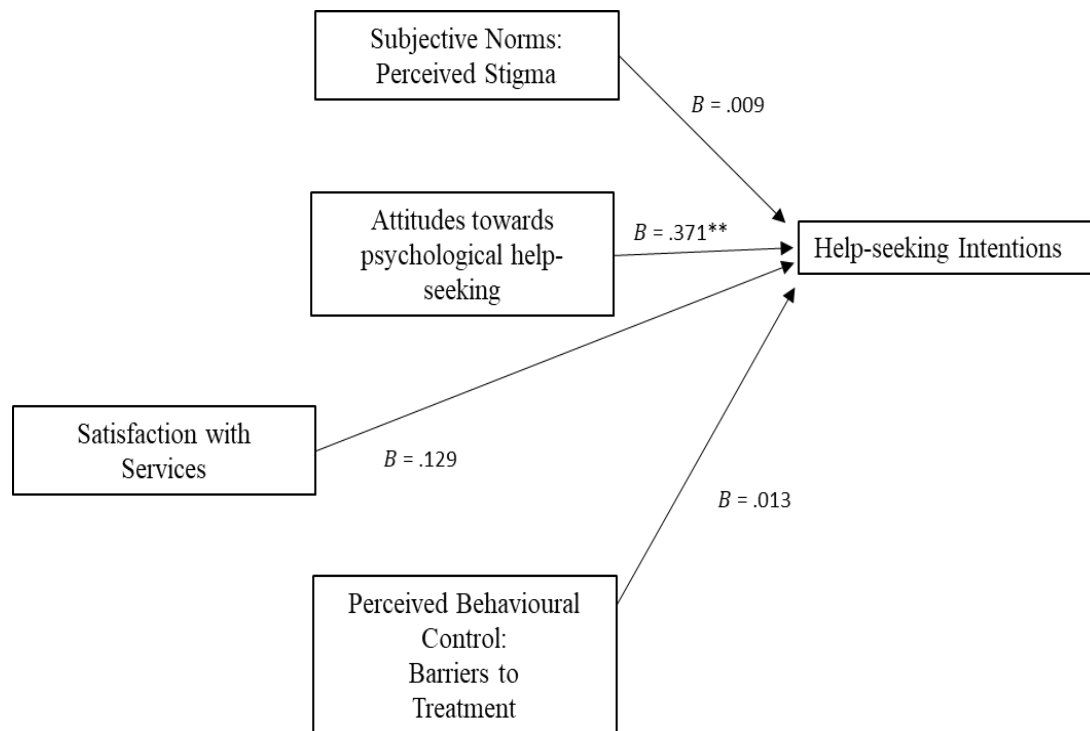 Subjective Norms:
Perceived Stigma
B = .009
Attitudes towards
psychological help-
seeking
B = .371**
Help-seeking Intentions
Satisfaction with
Services
B = .129
B = .013
Perceived Behavioural
Control:
Barriers to
Treatment